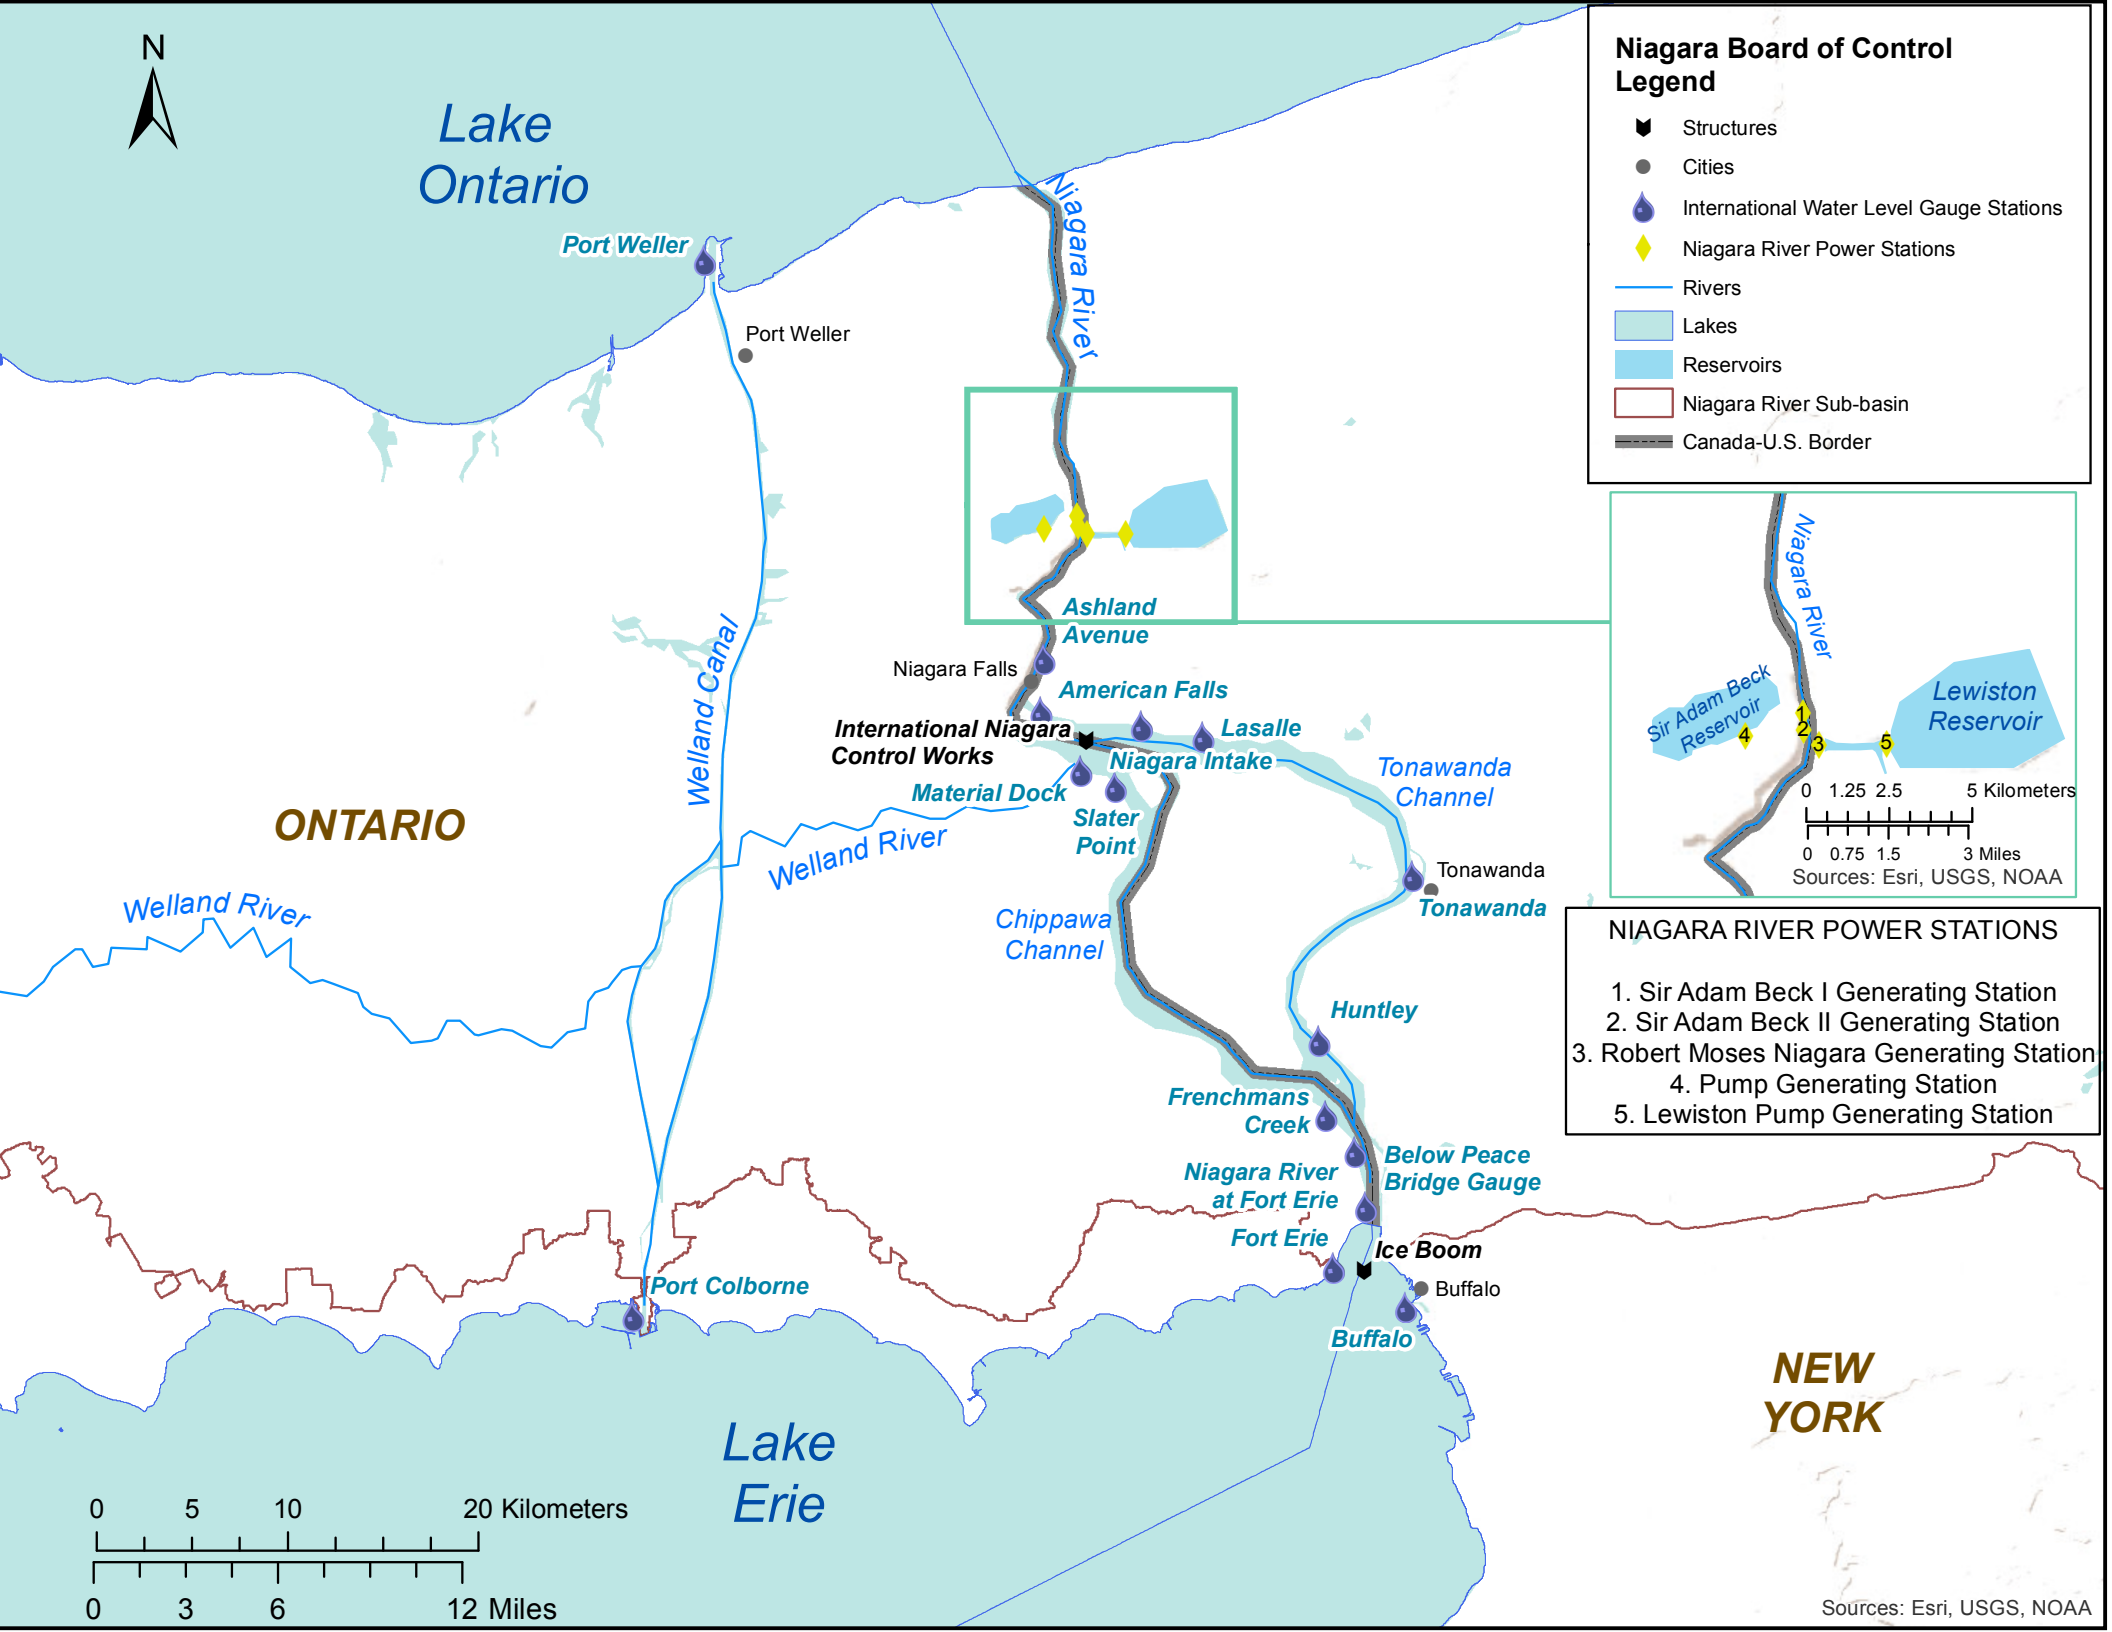 N
Lake
Ontario
Port Weller
Port Weller
Niagara River
Niagara Board of Control
Legend
Structures
Cities
International Water Level Gauge Stations
Niagara River Power Stations
Rivers
Lakes
Reservoirs
Niagara River Sub-basin
Canada-U.S. Border
Ashland
Avenue
Niagara Falls
American Falls
International Niagara
Control Works
Lasalle
Niagara Intake
Material Dock
Slater
Point
Tonawanda
Channel
Welland Canal
ONTARIO
Welland River
Welland River
Chippawa
Channel
Tonawanda
Tonawanda
Huntley
Frenchmans
Creek
Below Peace
Bridge Gauge
Niagara River
at Fort Erie
Fort Erie
Ice Boom
Buffalo
Buffalo
Port Colborne
Lake
Erie
NEW
YORK
Niagara River
Sir Adam Beck
Reservoir
Lewiston
Reservoir
1
2
3
4
5
0 1.25 2.5 5 Kilometers
0 0.75 1.5 3 Miles
Sources: Esri, USGS, NOAA
NIAGARA RIVER POWER STATIONS
1. Sir Adam Beck I Generating Station
2. Sir Adam Beck II Generating Station
3. Robert Moses Niagara Generating Station
4. Pump Generating Station
5. Lewiston Pump Generating Station
0 5 10 20 Kilometers
0 3 6 12 Miles
Sources: Esri, USGS, NOAA